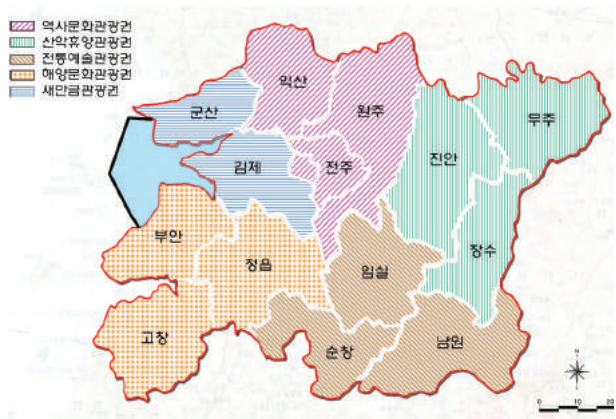 역사문화관광권
산악휴양관광권
전통예술관광권
해양문화관광권
새만금관광권
익산
완주
군산
무주
진안
김제
전주
장수
부안
정읍
임실
고창
순창
남원
0 10 20